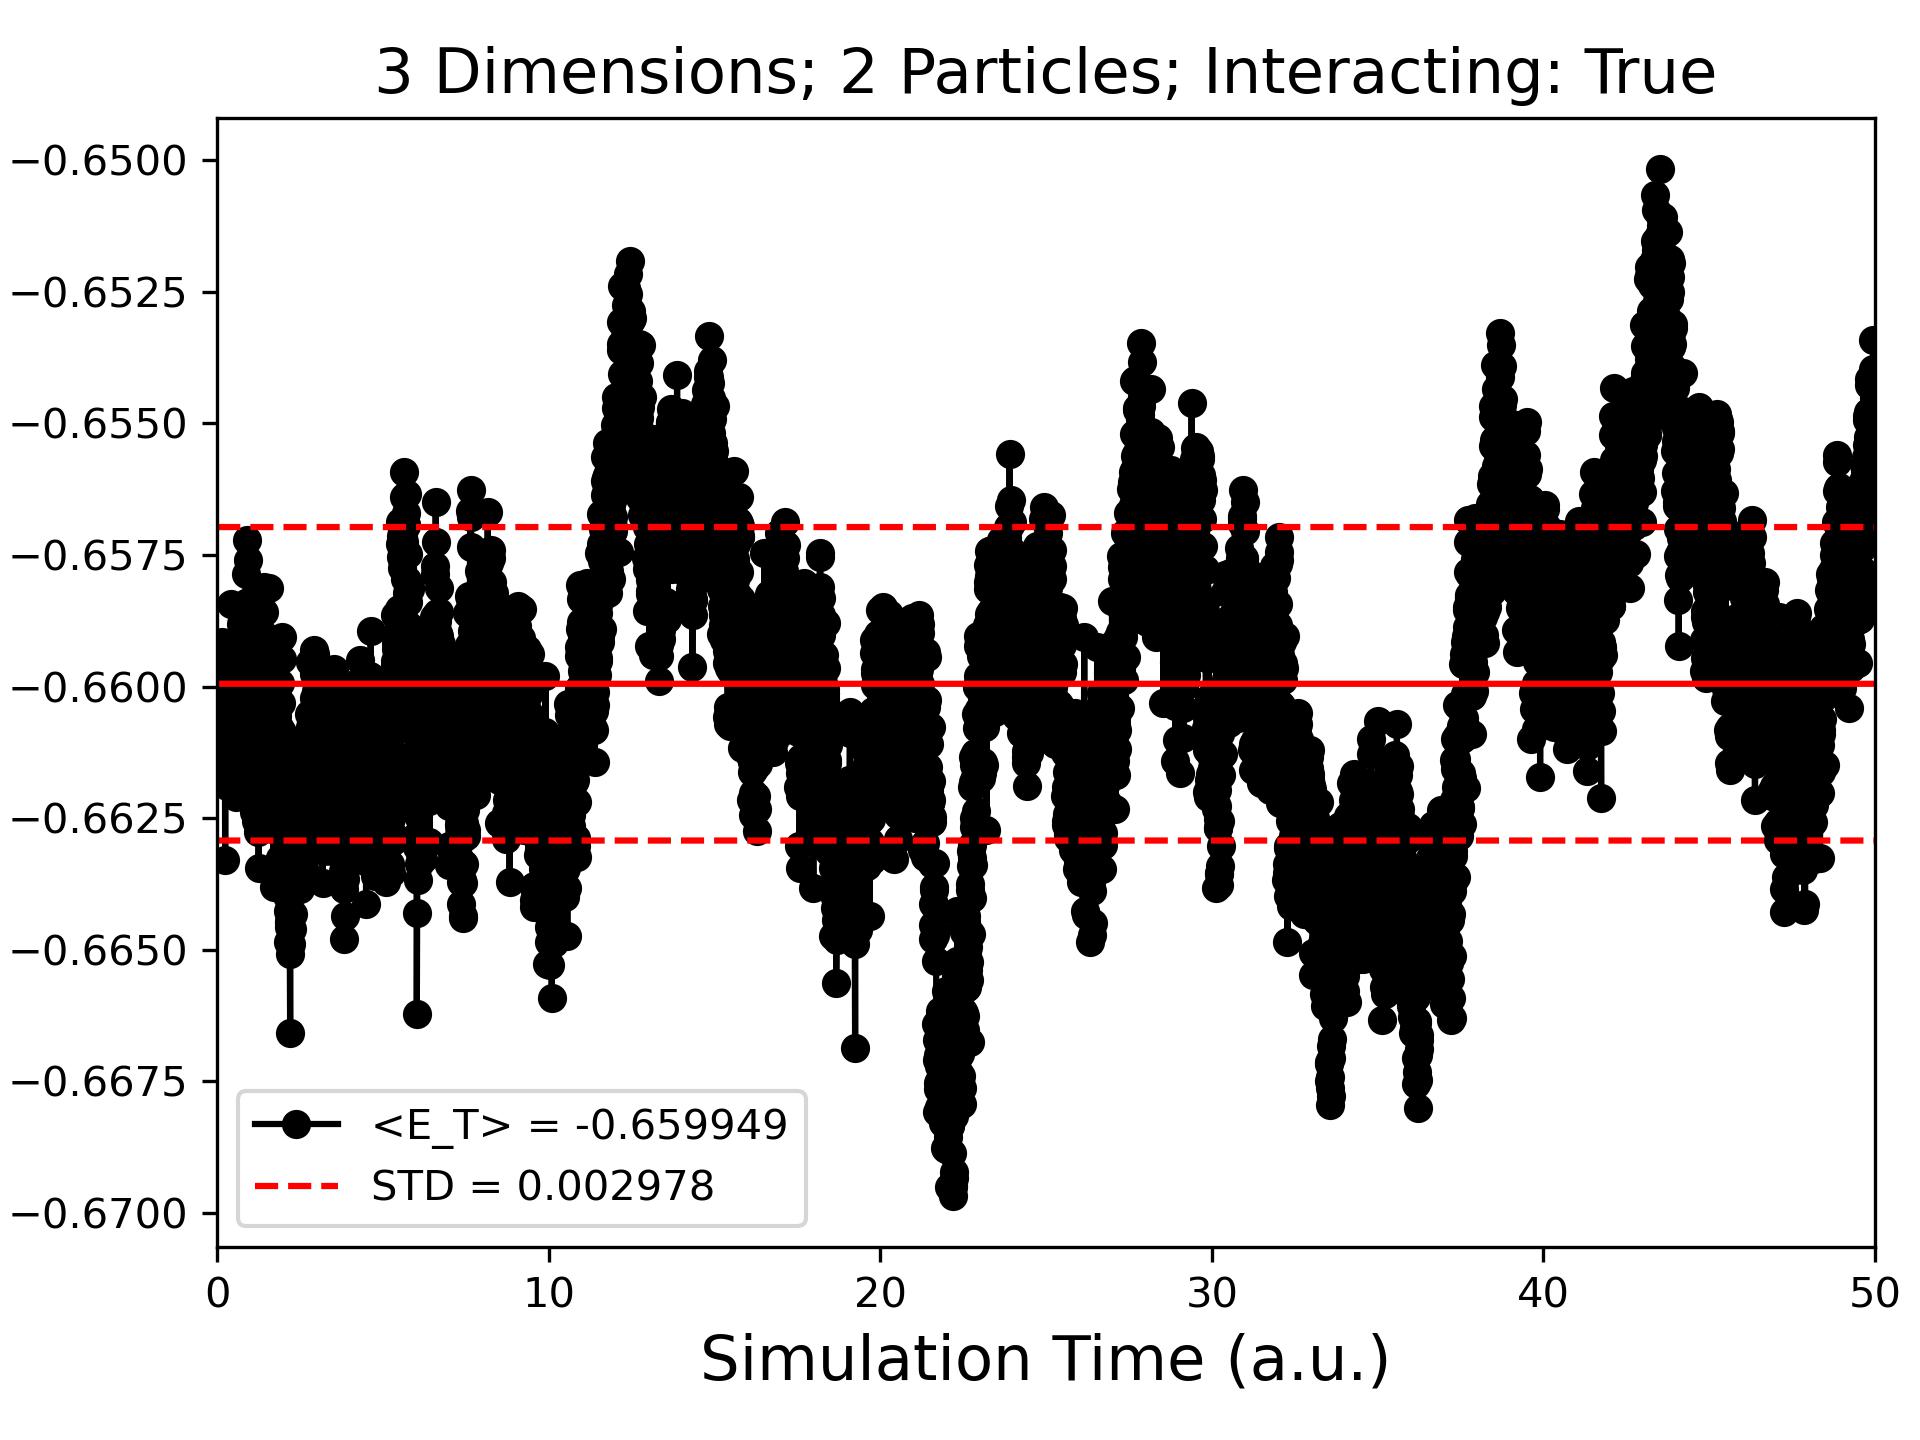 3 Dimensions; 2 Particles; Interacting: True
−0.6500
−0.6525
−0.6550
−0.6575
−0.6600
−0.6625
−0.6650
−0.6675
−0.6700
<E_T> = -0.659949
STD = 0.002978
0 10 20 30 40 50
Simulation Time (a.u.)